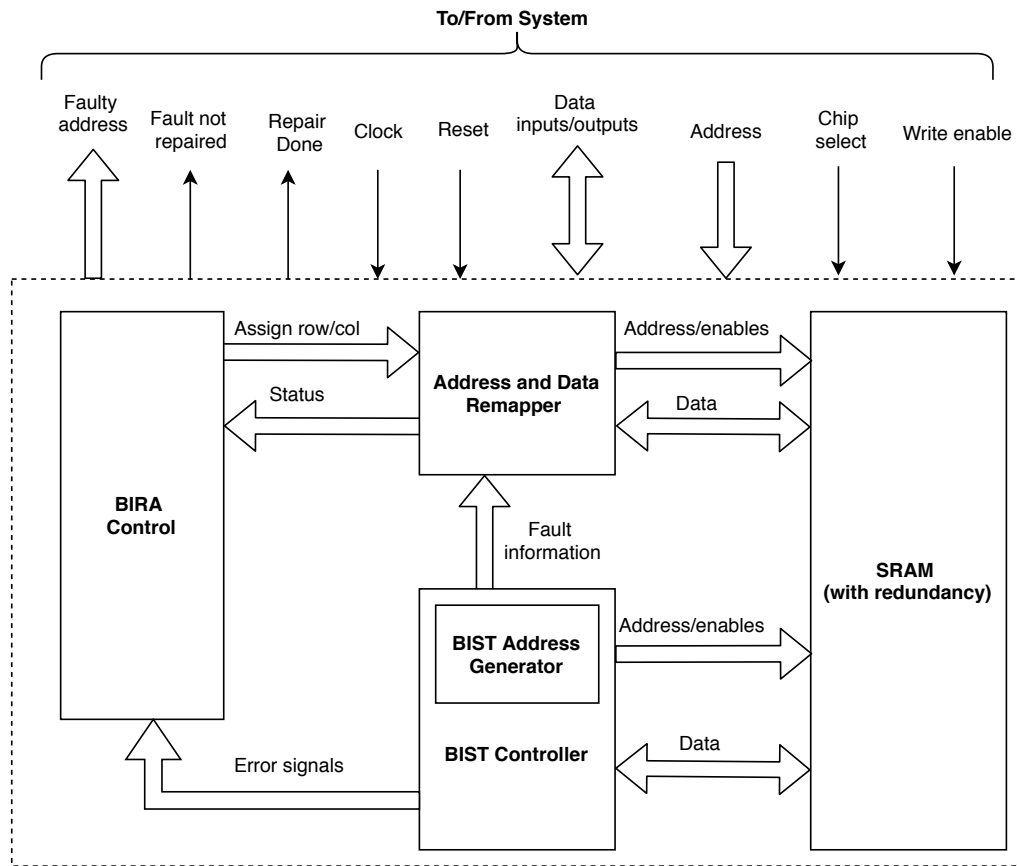 To/From System
Faulty
address
Fault not
repaired
Repair
Done
Clock
Reset
Data
inputs/outputs
Address
Chip
select
Write enable
Assign row/col
Status
Address and Data
Remapper
Address/enables
Data
BIRA
Control
Fault
information
SRAM
(with redundancy)
BIST Address
Generator
Address/enables
BIST Controller
Data
Error signals